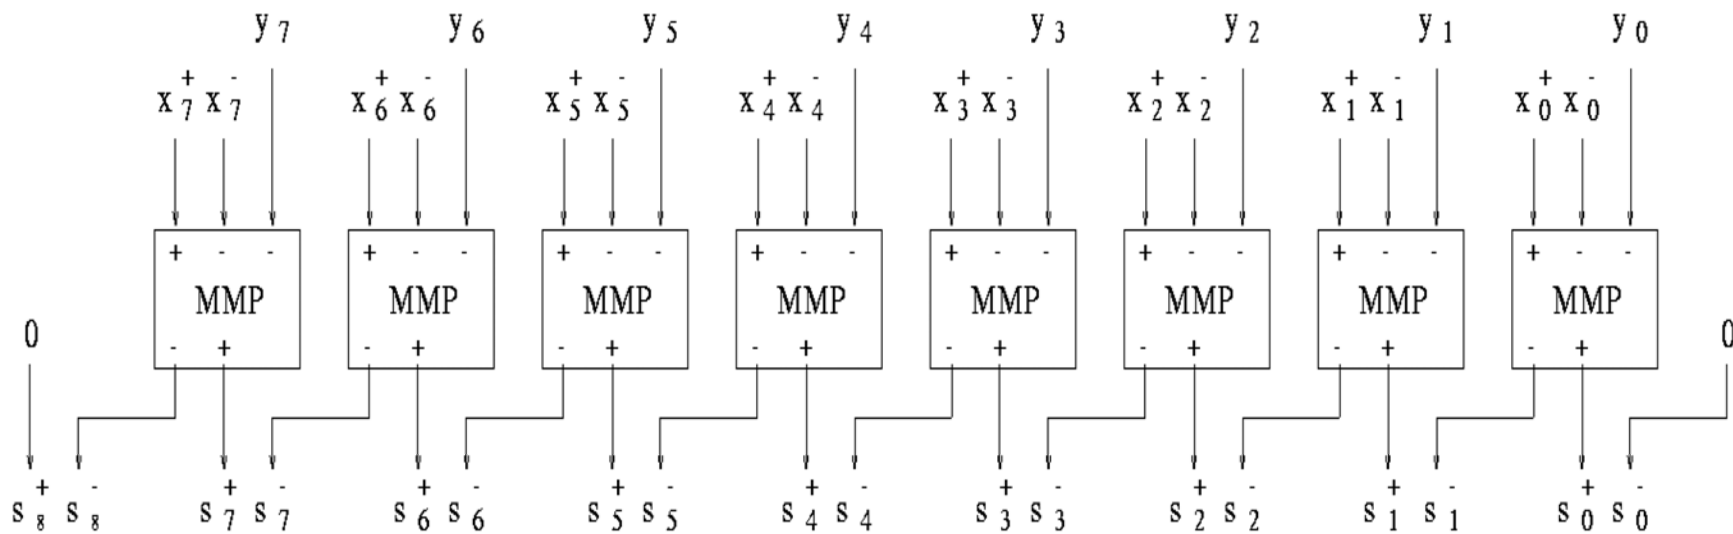 y7 y6 y5 y4 y3 y2 y1 y0
+ - + - + - + - + - + - + - + -
x7 x7 x6 x6 x5 x5 x4 x4 x3 x3 x2 x2 x1 x1 x0 x0
+ - - + - - + - - + - - + - - + - - + - - + - -
MMP MMP MMP MMP MMP MMP MMP MMP
0 0
- + - + - + - + - + - + - + - +
+ - + - + - + - + - + - + - + - + -
s8 s8 s7 s7 s6 s6 s5 s5 s4 s4 s3 s3 s2 s2 s1 s1 s0 s0